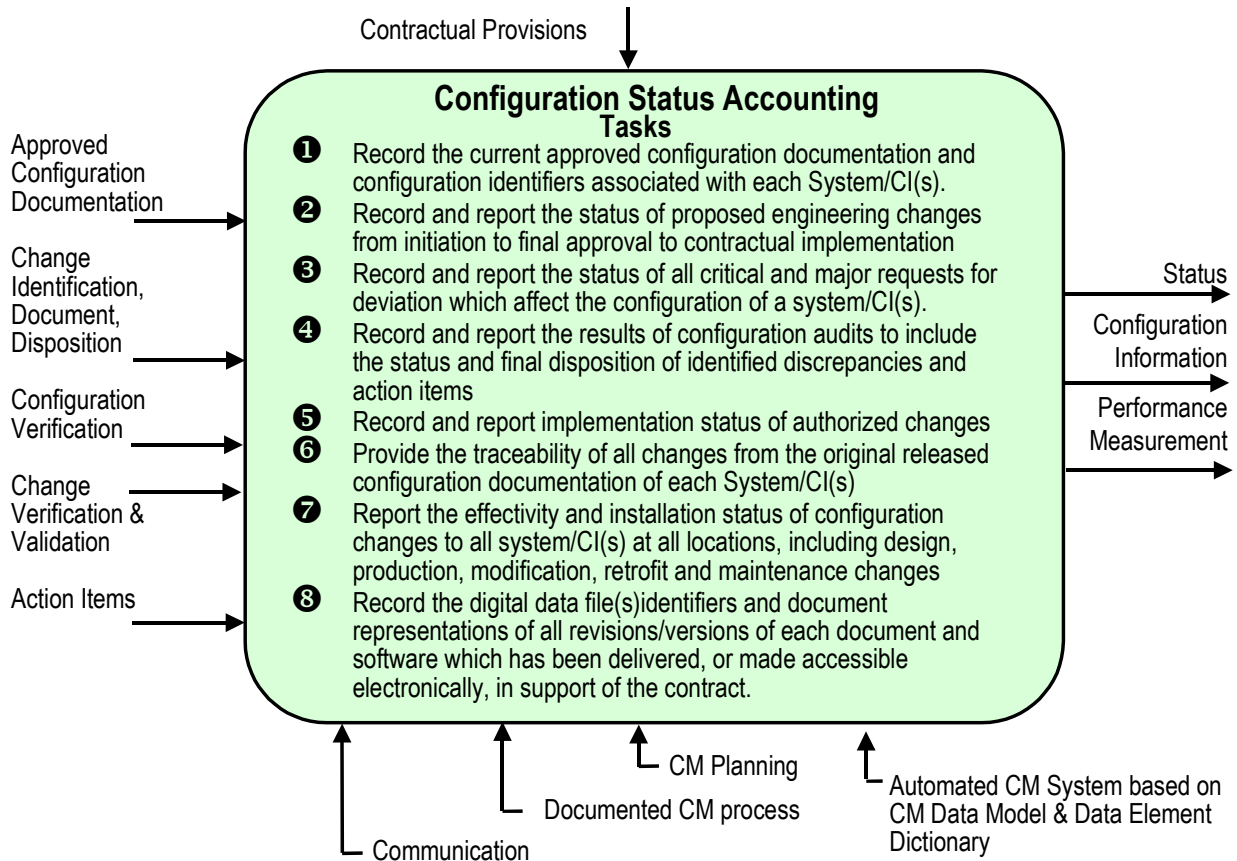 Contractual Provisions
Configuration Status Accounting
Tasks
❶ Record the current approved configuration documentation and
configuration identifiers associated with each System/CI(s).
❷ Record and report the status of proposed engineering changes
from initiation to final approval to contractual implementation
❸ Record and report the status of all critical and major requests for
deviation which affect the configuration of a system/CI(s).
❹ Record and report the results of configuration audits to include
the status and final disposition of identified discrepancies and
action items
❺ Record and report implementation status of authorized changes
❻ Provide the traceability of all changes from the original released
configuration documentation of each System/CI(s)
❼ Report the effectivity and installation status of configuration
changes to all system/CI(s) at all locations, including design,
production, modification, retrofit and maintenance changes
❽ Record the digital data file(s)identifiers and document
representations of all revisions/versions of each document and
software which has been delivered, or made accessible
electronically, in support of the contract.
Approved
Configuration
Documentation
Change
Identification,
Document,
Disposition
Configuration
Verification
Change
Verification &
Validation
Action Items
Status
Configuration
Information
Performance
Measurement
CM Planning
Documented CM process
Communication
Automated CM System based on
CM Data Model & Data Element
Dictionary